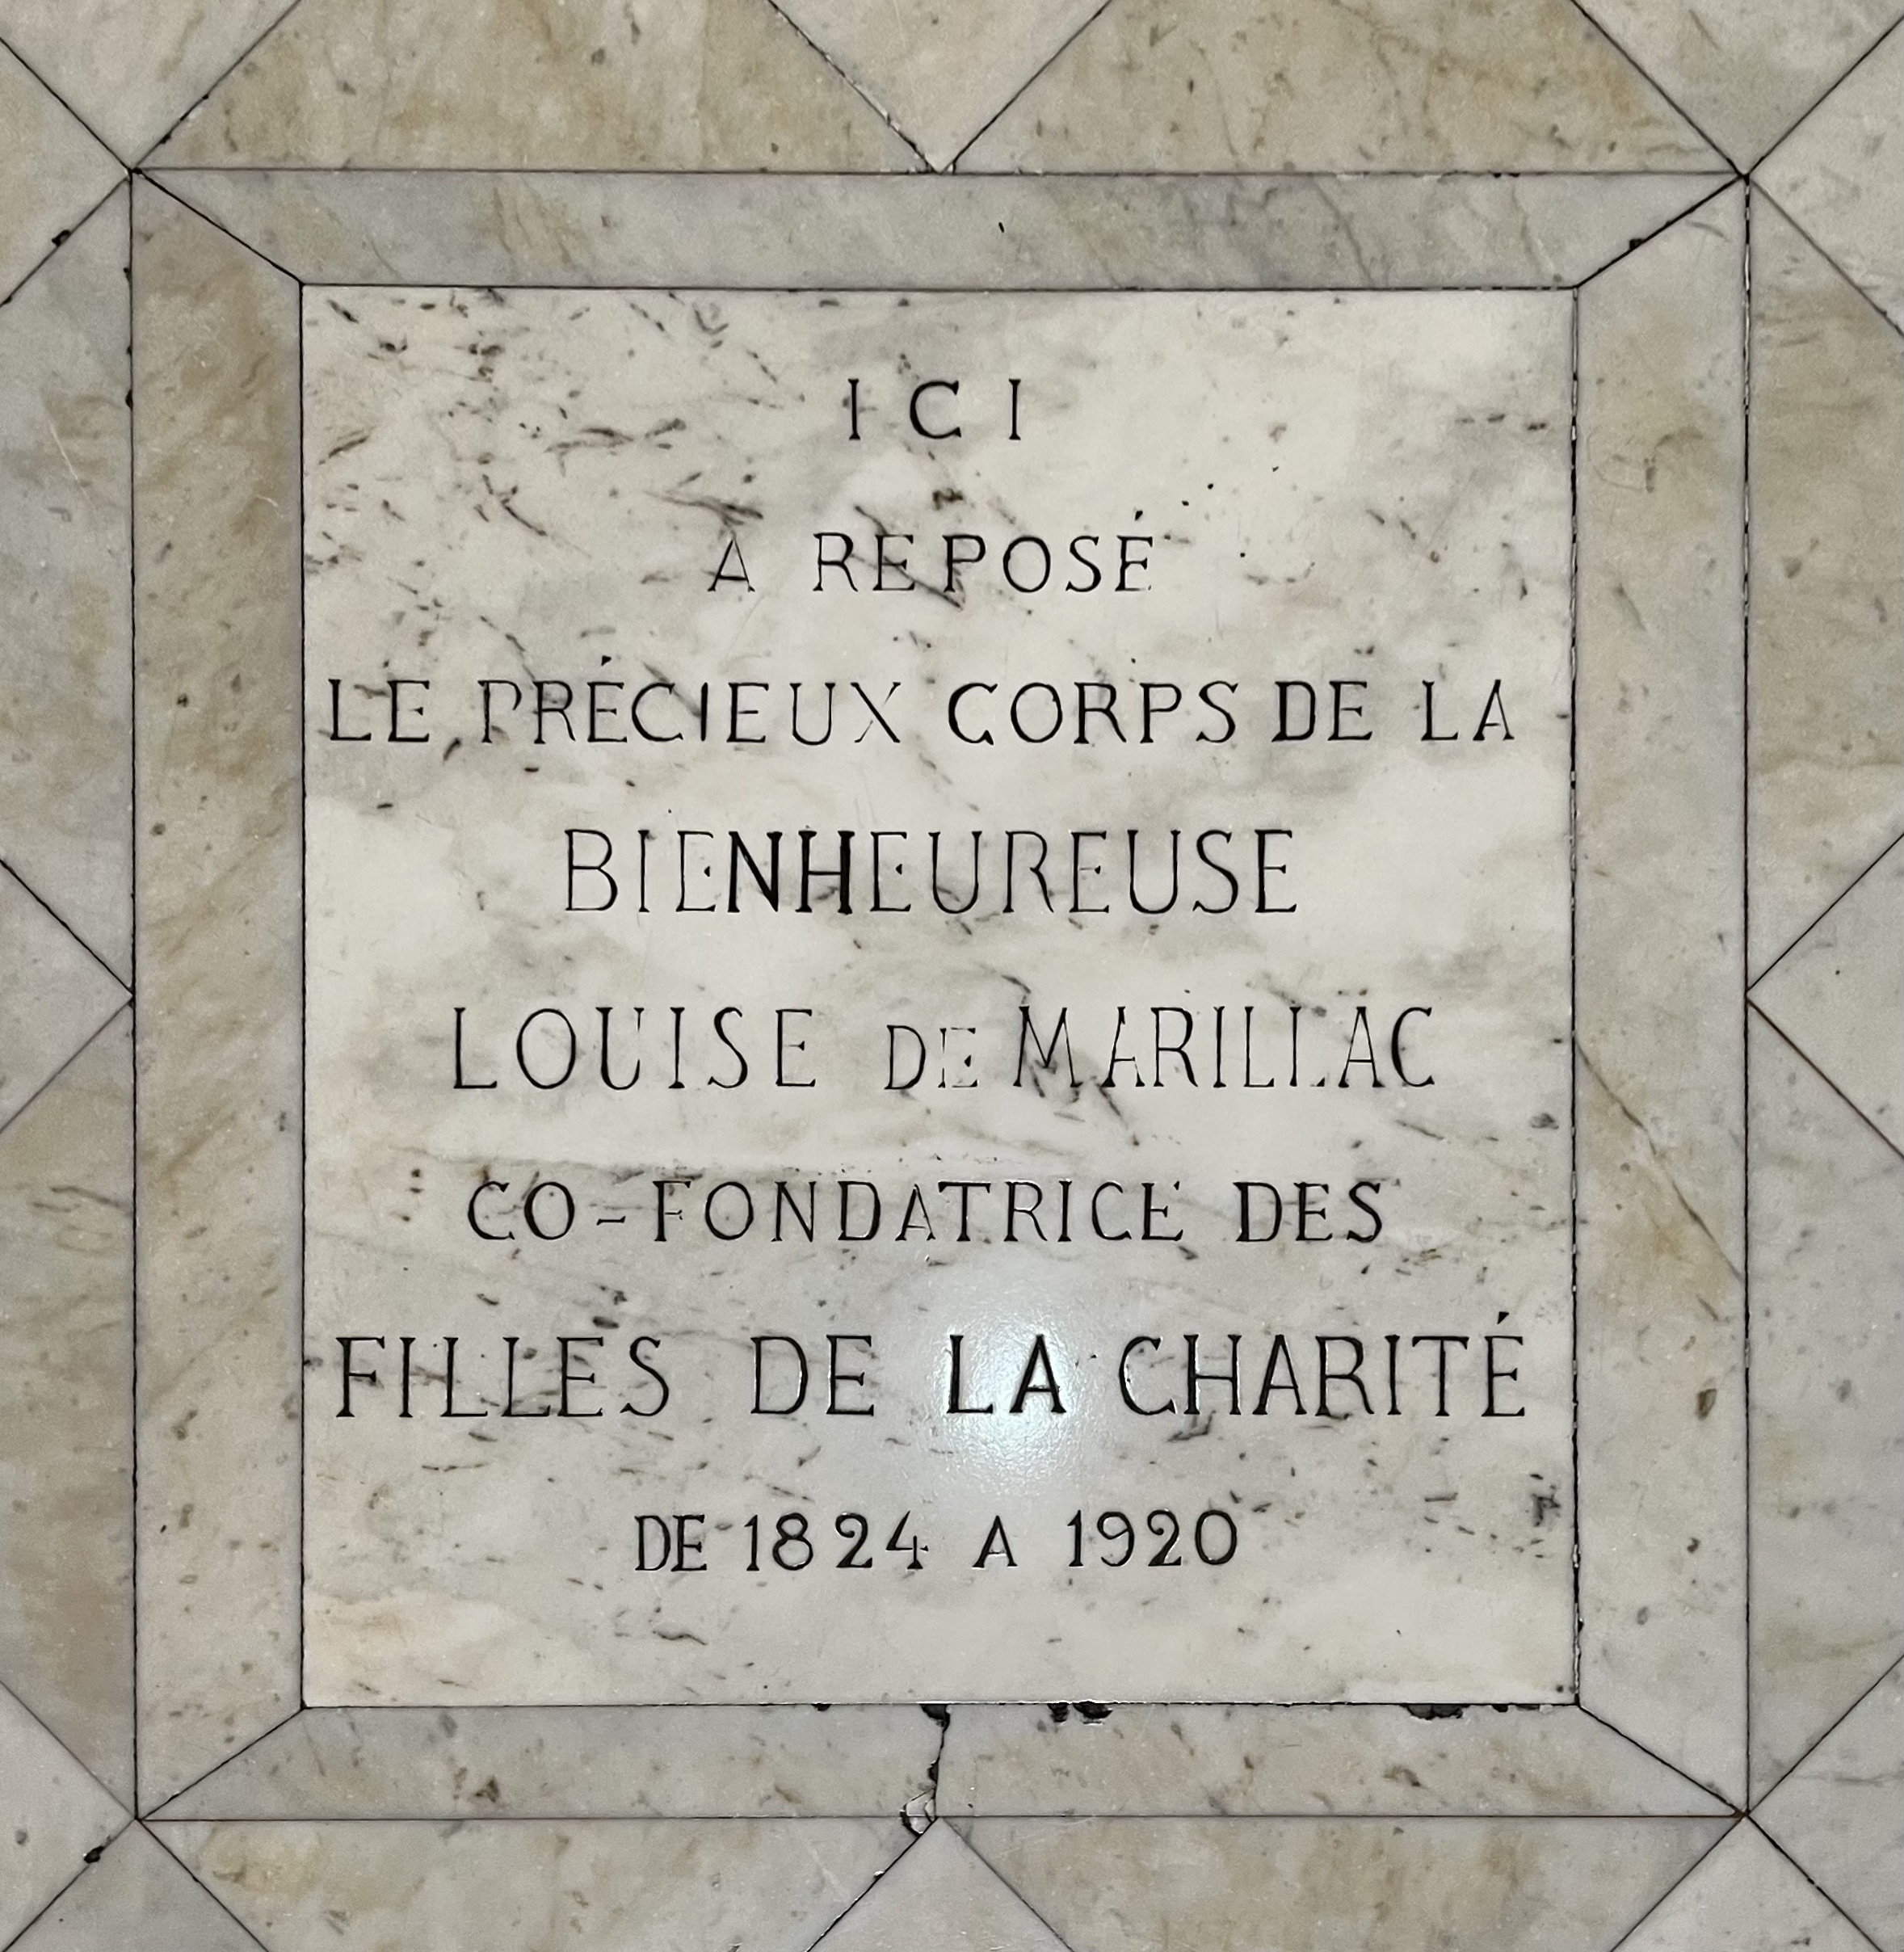 ICI
A REPOSÉ
LE PRÉCIEUX CORPS DE LA
BIENHEUREUSE
LOUISE DE MARILLAC
CO-FONDATRICE DES
FILLES DE LA CHARITÉ
DE 1824 A 1920